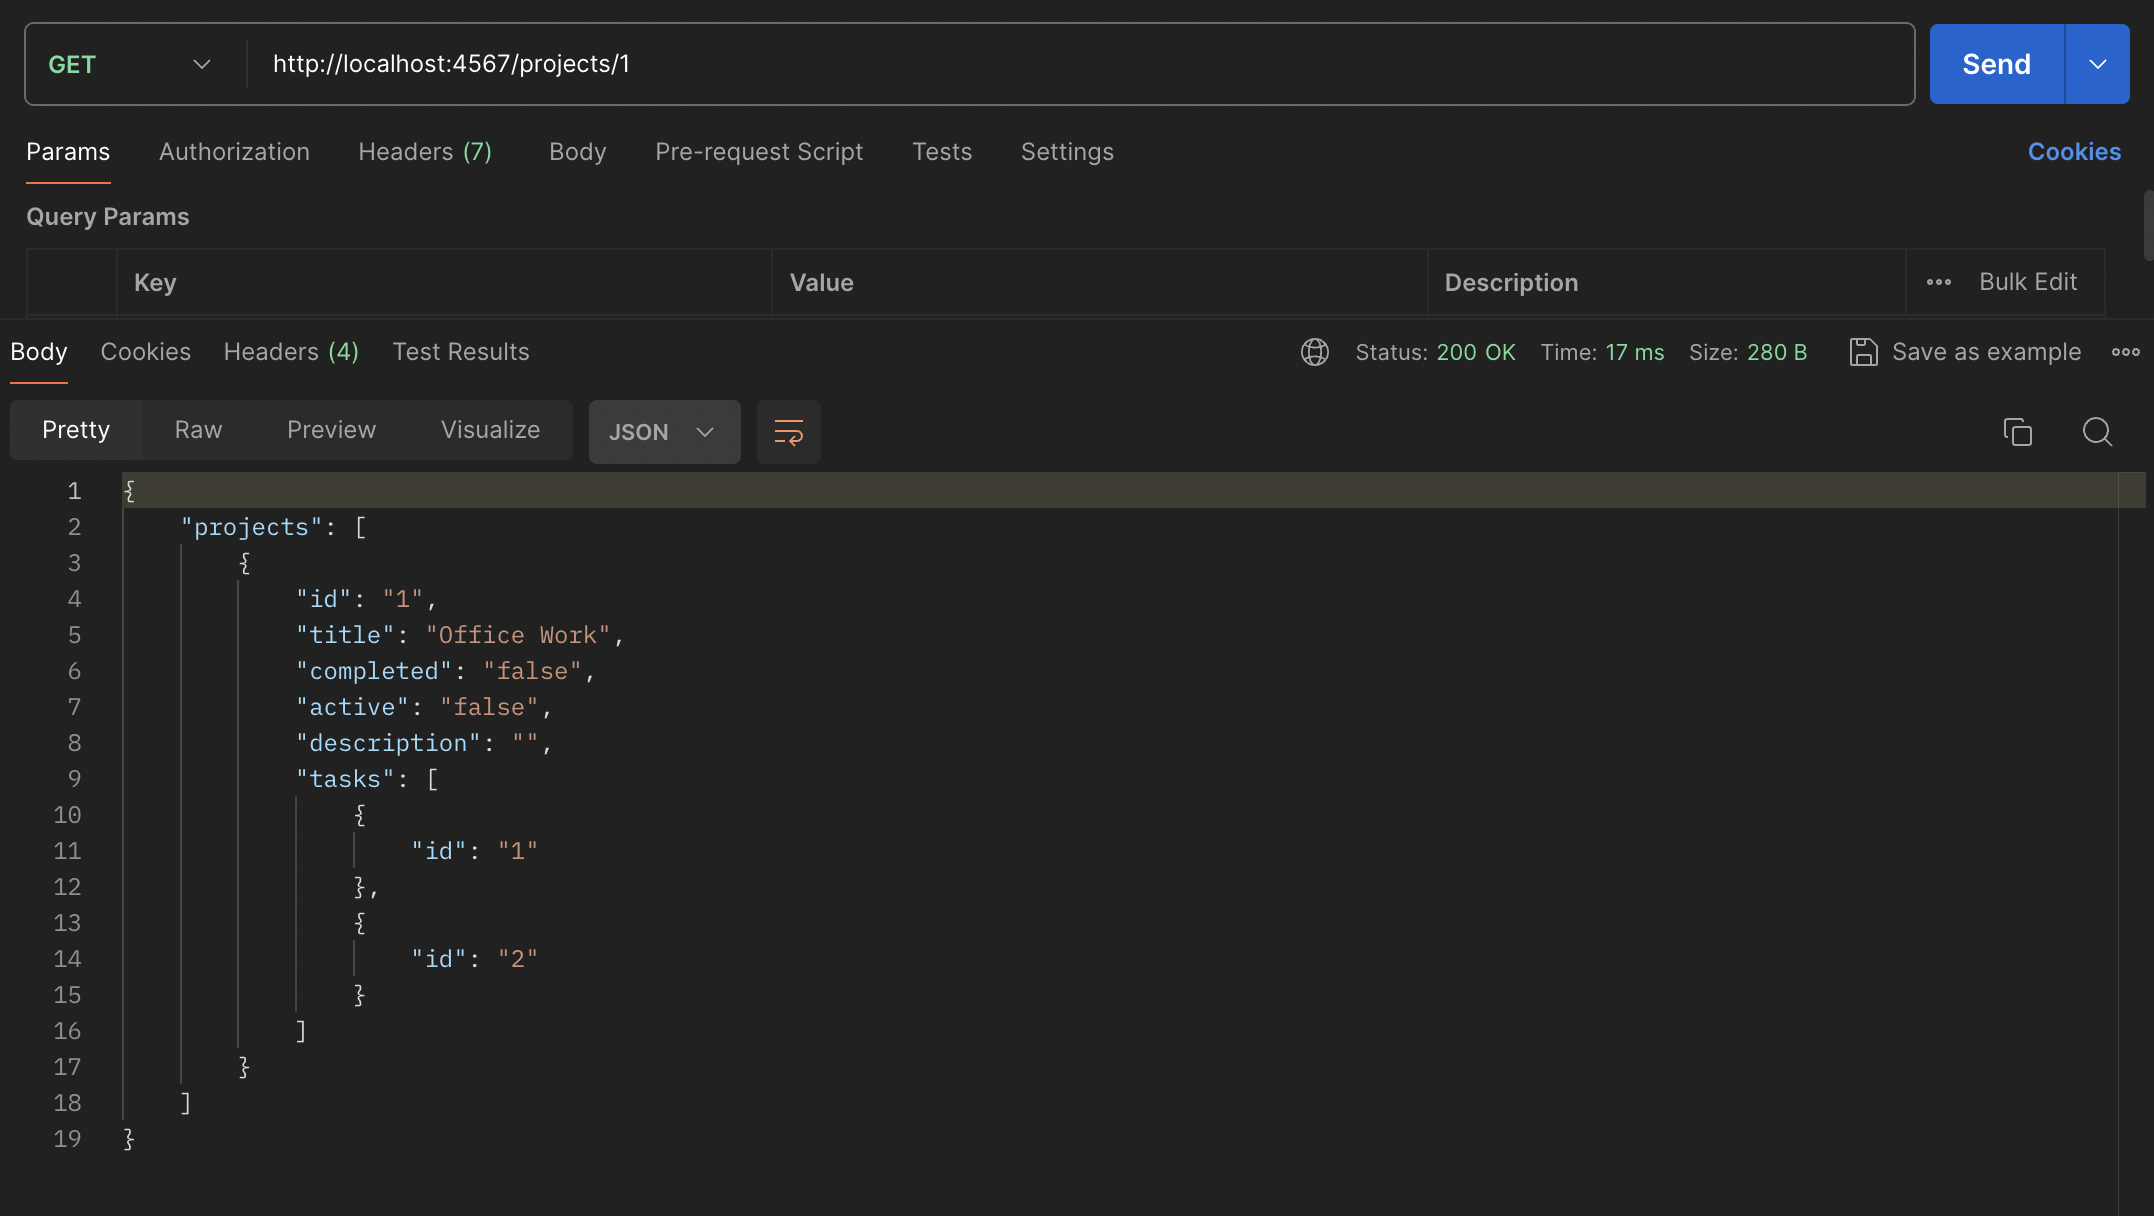 GET http://localhost:4567/projects/1 Send
Params Authorization Headers (7) Body Pre-request Script Tests Settings Cookies
Query Params
Key Value Description Bulk Edit
Body Cookies Headers (4) Test Results Status: 200 OK Time: 17 ms Size: 280 B Save as example
Pretty Raw Preview Visualize JSON
1 {
2     "projects": [
3         {
4             "id": "1",
5             "title": "Office Work",
6             "completed": "false",
7             "active": "false",
8             "description": "",
9             "tasks": [
10                 {
11                     "id": "1"
12                 },
13                 {
14                     "id": "2"
15                 }
16             ]
17         }
18     ]
19 }